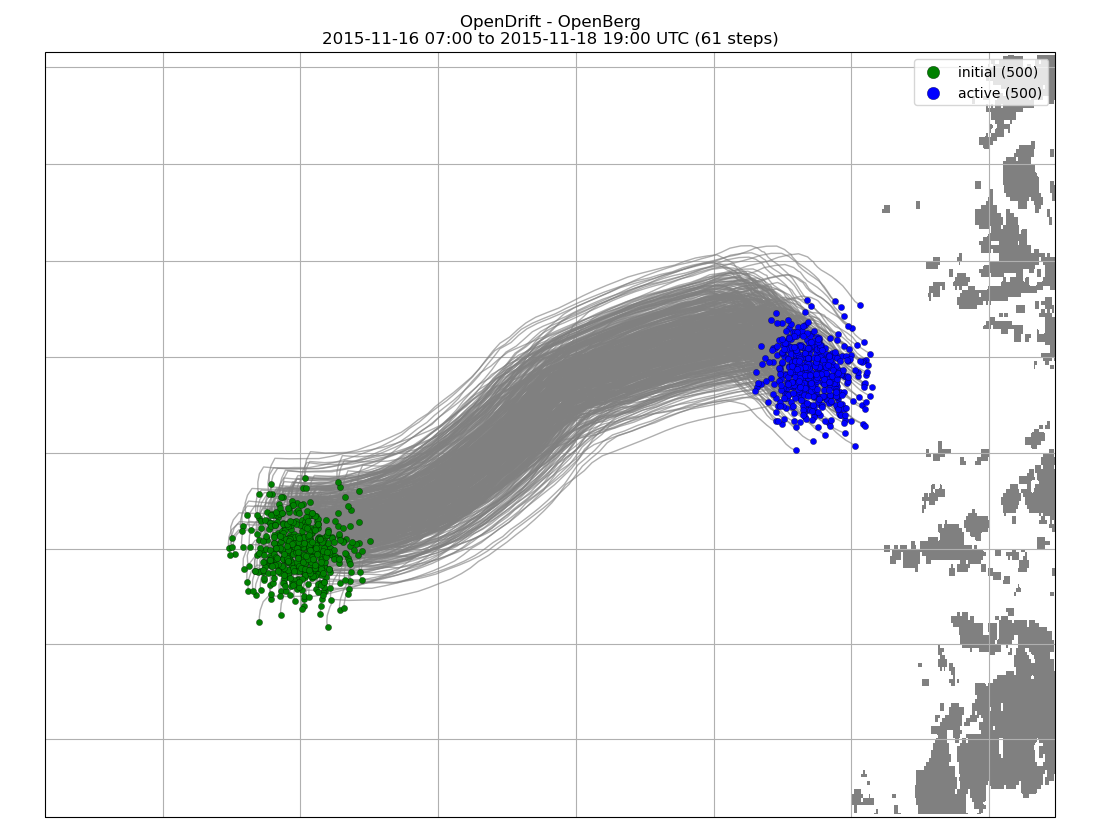 OpenDrift - OpenBerg
2015-11-16 07:00 to 2015-11-18 19:00 UTC (61 steps)
initial (500)
active (500)